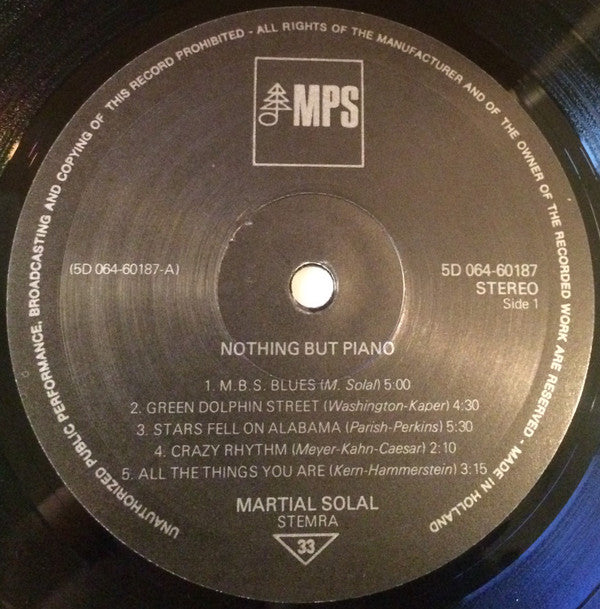 UNAUTHORIZED PUBLIC PERFORMANCE, BROADCASTING AND COPYING OF THIS RECORD PROHIBITED - ALL RIGHTS OF THE MANUFACTURER AND OF THE OWNER OF THE RECORDED WORK ARE RESERVED - MADE IN HOLLAND
MPS
(5D 064-60187-A)
5D 064-60187
STEREO
Side 1
NOTHING BUT PIANO
1. M.B.S. BLUES (M. Solal) 5:00
2. GREEN DOLPHIN STREET (Washington-Kaper) 4:30
3. STARS FELL ON ALABAMA (Parish-Perkins) 5:30
4. CRAZY RHYTHM (Meyer-Kahn-Caesar) 2:10
5. ALL THE THINGS YOU ARE (Kern-Hammerstein) 3:15
MARTIAL SOLAL
STEMRA
33